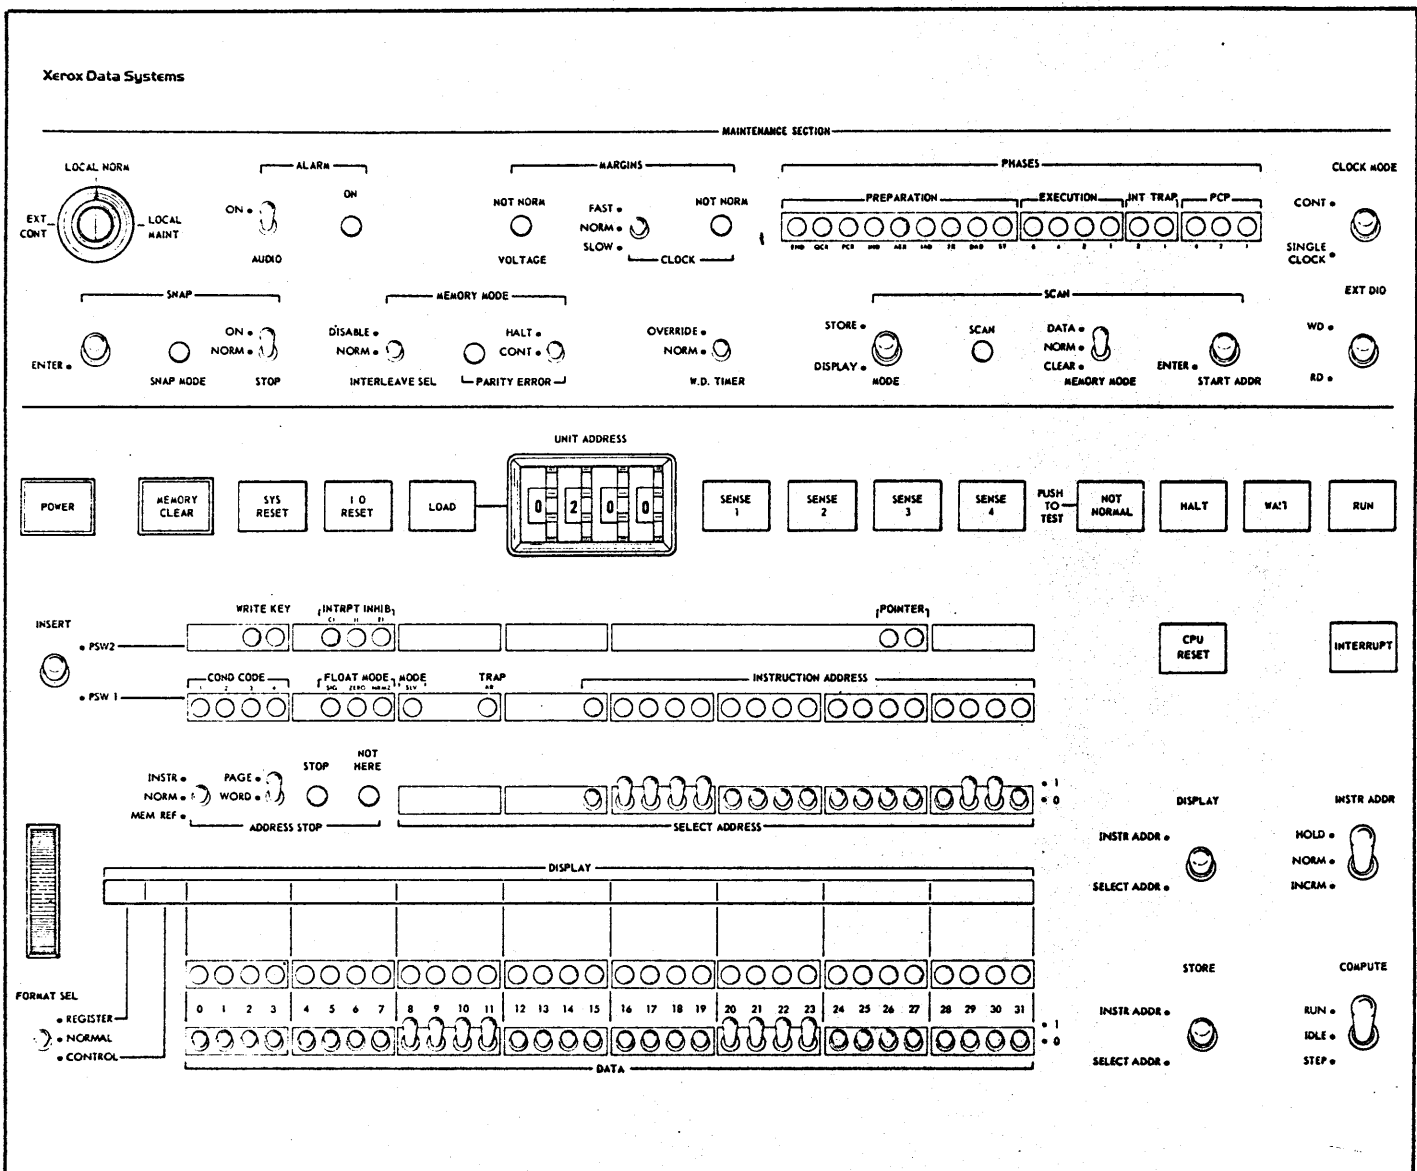 Xerox Data Systems
MAINTENANCE SECTION
LOCAL NORM
EXT CONT
LOCAL MAINT
ALARM
ON
ON
AUDIO
MARGINS
NOT NORM
VOLTAGE
FAST
NORM
SLOW
NOT NORM
CLOCK
PHASES
PREPARATION
EXECUTION
INT TRAP
PCP
CLOCK MODE
CONT
SINGLE CLOCK
SNAP
ENTER
SNAP MODE
ON
NORM
STOP
MEMORY MODE
DISABLE
NORM
INTERLEAVE SEL
HALT
CONT
PARITY ERROR
OVERRIDE
NORM
W.D. TIMER
SCAN
STORE
DISPLAY
MODE
SCAN
DATA
NORM
CLEAR
MEMORY MODE
ENTER
START ADDR
EXT DIO
WD
RD
UNIT ADDRESS
POWER
MEMORY CLEAR
SYS RESET
I O RESET
LOAD
0 2 0 0
SENSE 1
SENSE 2
SENSE 3
SENSE 4
PUSH TO TEST
NOT NORMAL
HALT
WAIT
RUN
INSERT
PSW2
PSW 1
WRITE KEY
INTRPT INHIB
POINTER
CPU RESET
INTERRUPT
COND CODE
1 2 3 4
FLOAT MODE
SIG ZERO NRMZ
MODE
SLV
TRAP
AR
INSTRUCTION ADDRESS
INSTR
NORM
MEM REF
PAGE
WORD
STOP
NOT HERE
ADDRESS STOP
SELECT ADDRESS
1
0
DISPLAY
INSTR ADDR
SELECT ADDR
INSTR ADDR
HOLD
NORM
INCRM
DISPLAY
FORMAT SEL
REGISTER
NORMAL
CONTROL
0 1 2 3 4 5 6 7 8 9 10 11 12 13 14 15 16 17 18 19 20 21 22 23 24 25 26 27 28 29 30 31
1
0
DATA
STORE
INSTR ADDR
SELECT ADDR
COMPUTE
RUN
IDLE
STEP